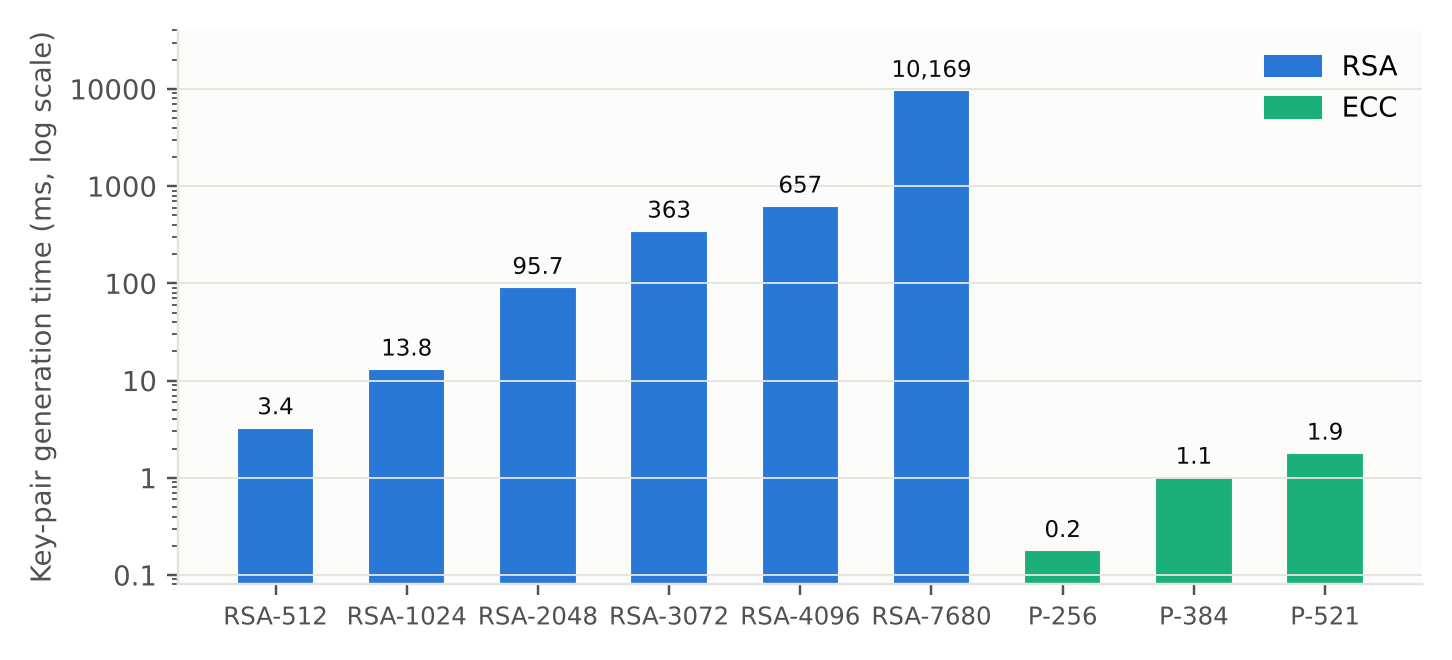 Key-pair generation time (ms, log scale)
10000
1000
100
10
1
0.1
3.4
13.8
95.7
363
657
10,169
0.2
1.1
1.9
RSA
ECC
RSA-512
RSA-1024
RSA-2048
RSA-3072
RSA-4096
RSA-7680
P-256
P-384
P-521